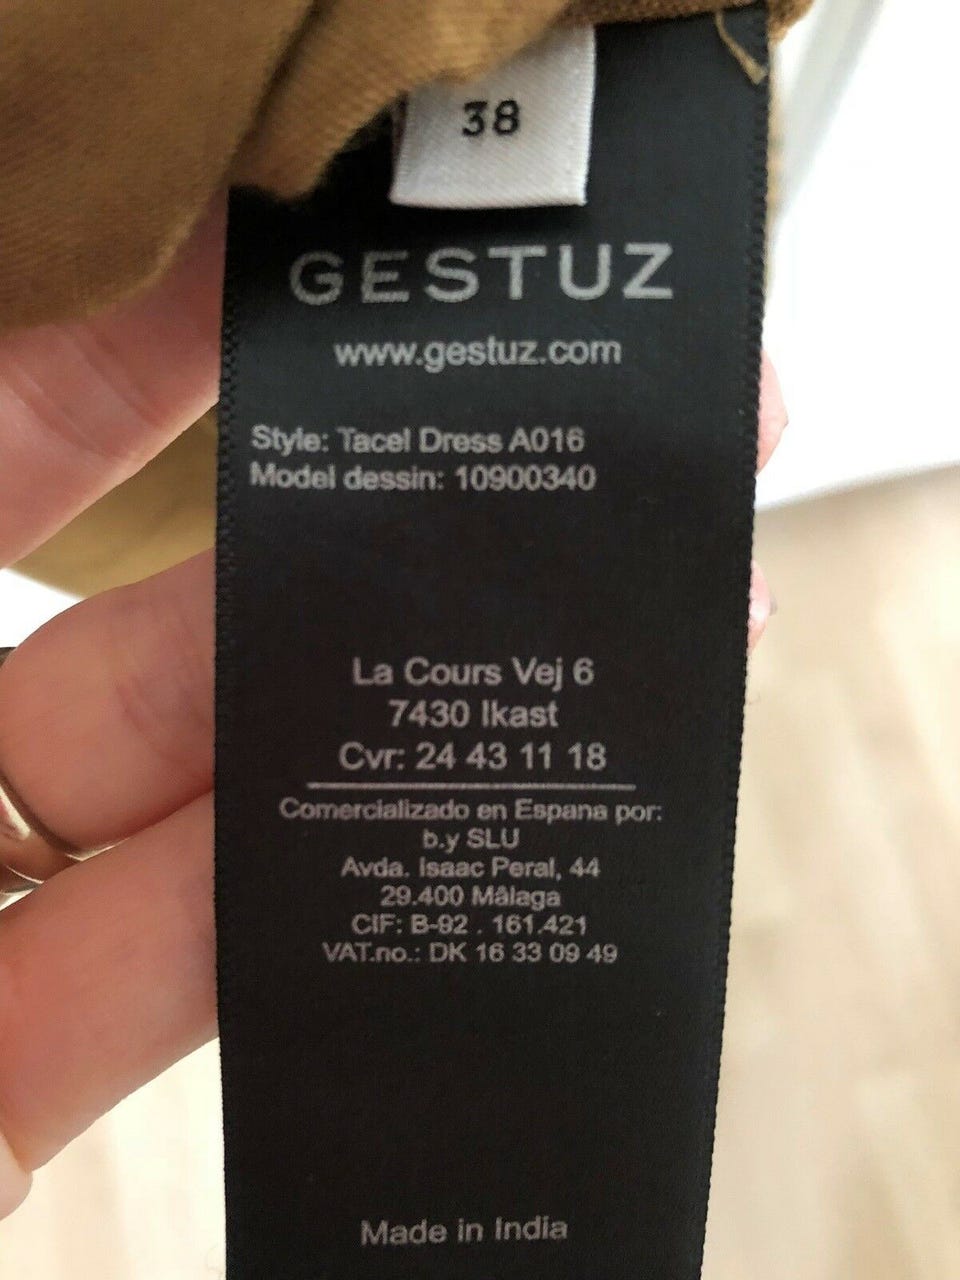 38
GESTUZ
www.gestuz.com
Style: Tacel Dress A016
Model dessin: 10900340
La Cours Vej 6
7430 Ikast
Cvr: 24 43 11 18
Comercializado en Espana por:
b.y SLU
Avda. Isaac Peral, 44
29.400 Mâlaga
CIF: B-92 . 161.421
VAT.no.: DK 16 33 09 49
Made in India